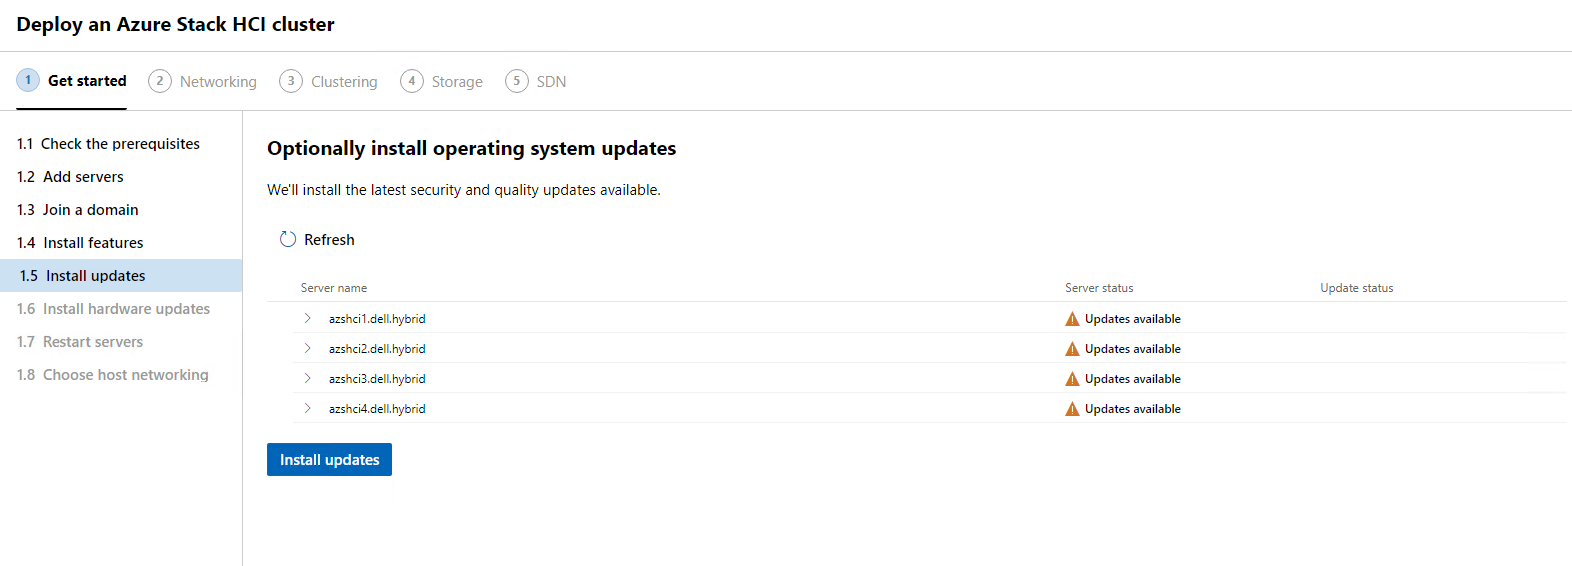 Deploy an Azure Stack HCI cluster
1 Get started 2 Networking 3 Clustering 4 Storage 5 SDN
1.1 Check the prerequisites
1.2 Add servers
1.3 Join a domain
1.4 Install features
1.5 Install updates
1.6 Install hardware updates
1.7 Restart servers
1.8 Choose host networking
Optionally install operating system updates
We'll install the latest security and quality updates available.
Refresh
Server name Server status Update status
azshci1.dell.hybrid Updates available
azshci2.dell.hybrid Updates available
azshci3.dell.hybrid Updates available
azshci4.dell.hybrid Updates available
Install updates